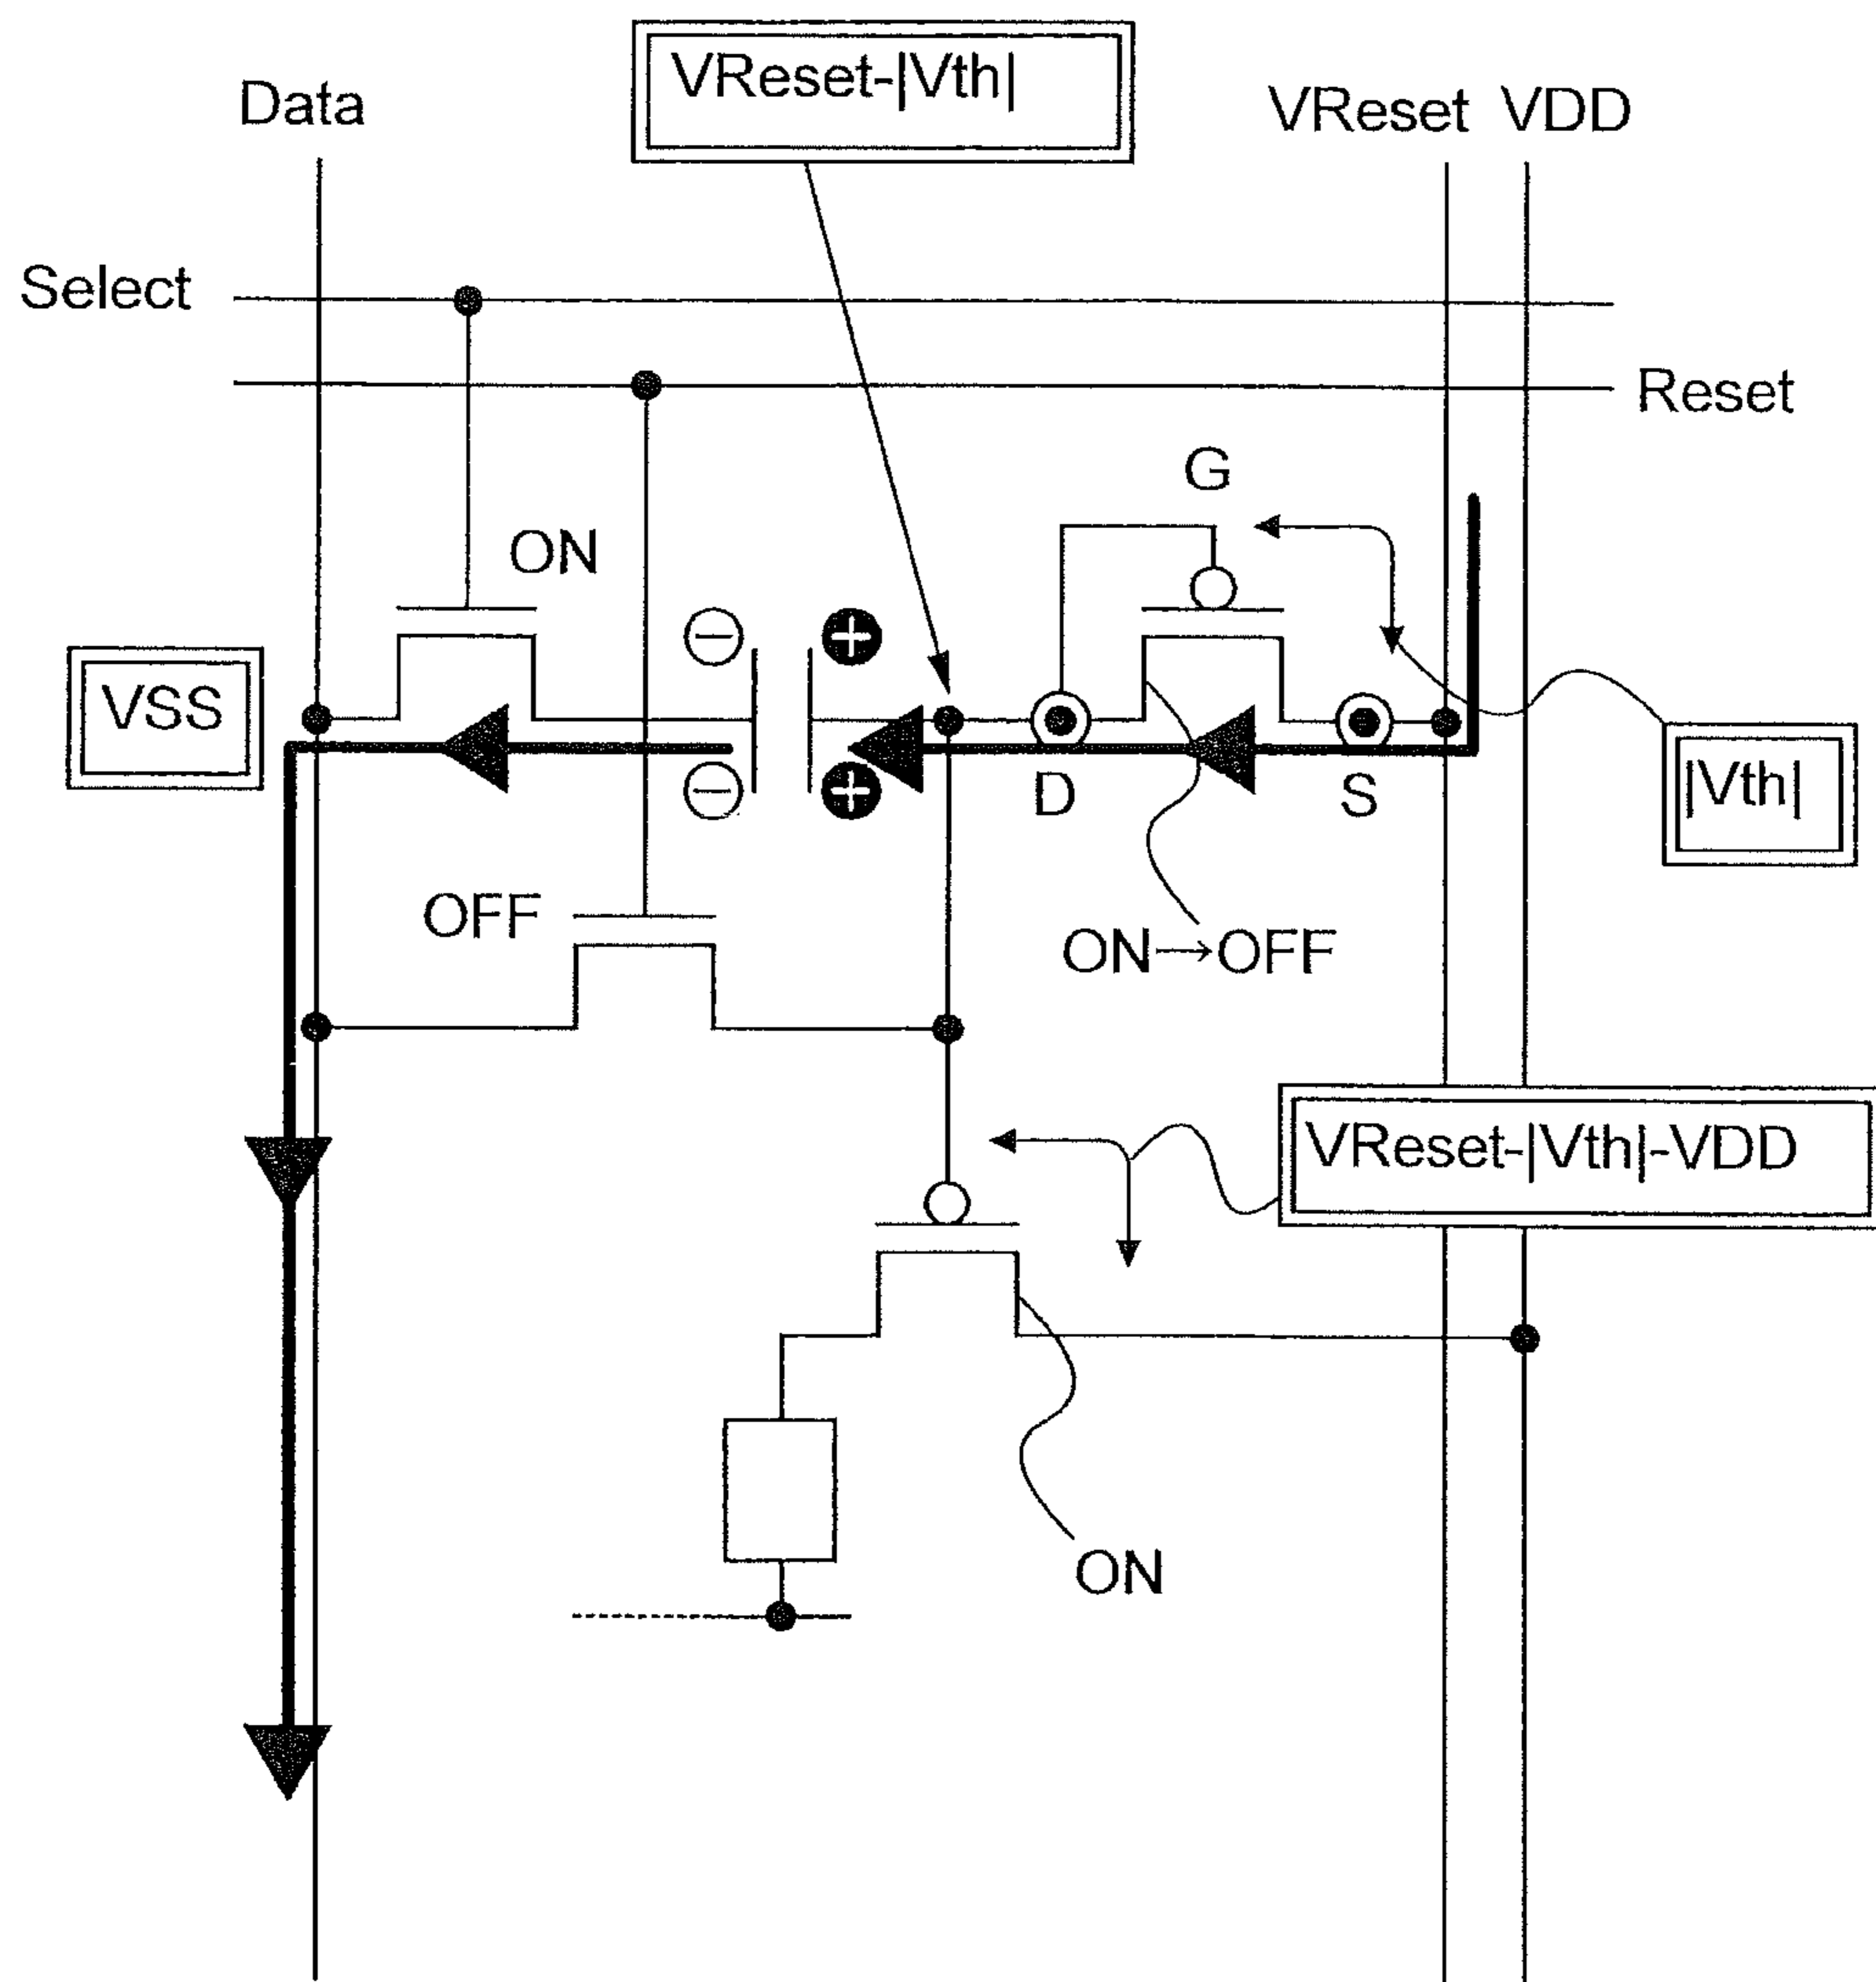 VReset-|Vth|
Data
VReset VDD
Select
Reset
G
ON
VSS
D
S
|Vth|
OFF
ON→OFF
VReset-|Vth|-VDD
ON